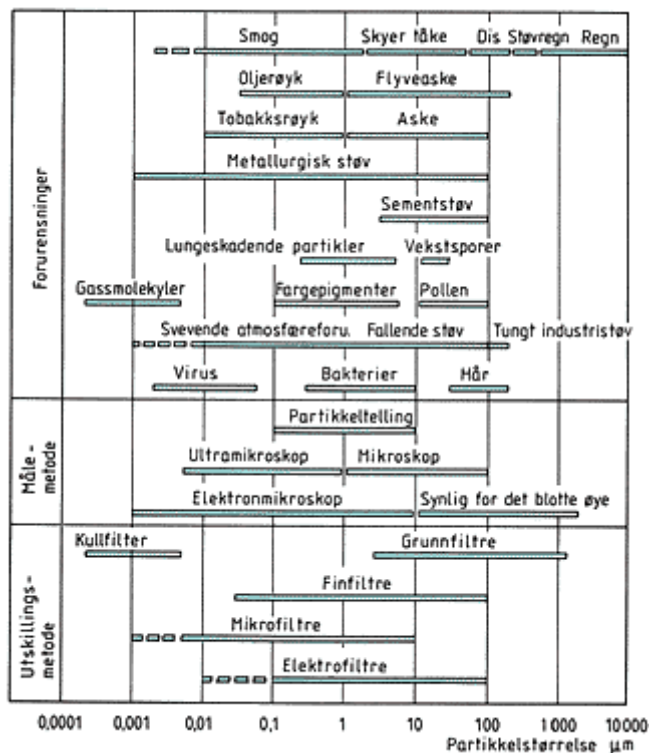 Smog Skyer tåke Dis Støvregn Regn
Oljerøyk Flyveaske
Tobakksrøyk Aske
Metallurgisk støv
Sementstøv
Lungeskadende partikler Vekstsporer
Gassmolekyler Fargepigmenter Pollen
Svevende atmosfæreforu. Fallende støv Tungt industristøv
Virus Bakterier Hår
Forurensninger
Partikkeltelling
Ultramikroskop Mikroskop
Elektronmikroskop Synlig for det blotte øye
Måle-
metode
Kullfilter Grunnfiltre
Finfiltre
Mikrofiltre
Elektrofiltre
Utskillings-
metode
0,0001 0,001 0,01 0,1 1 10 100 1 000 10000
Partikkelstørrelse µm